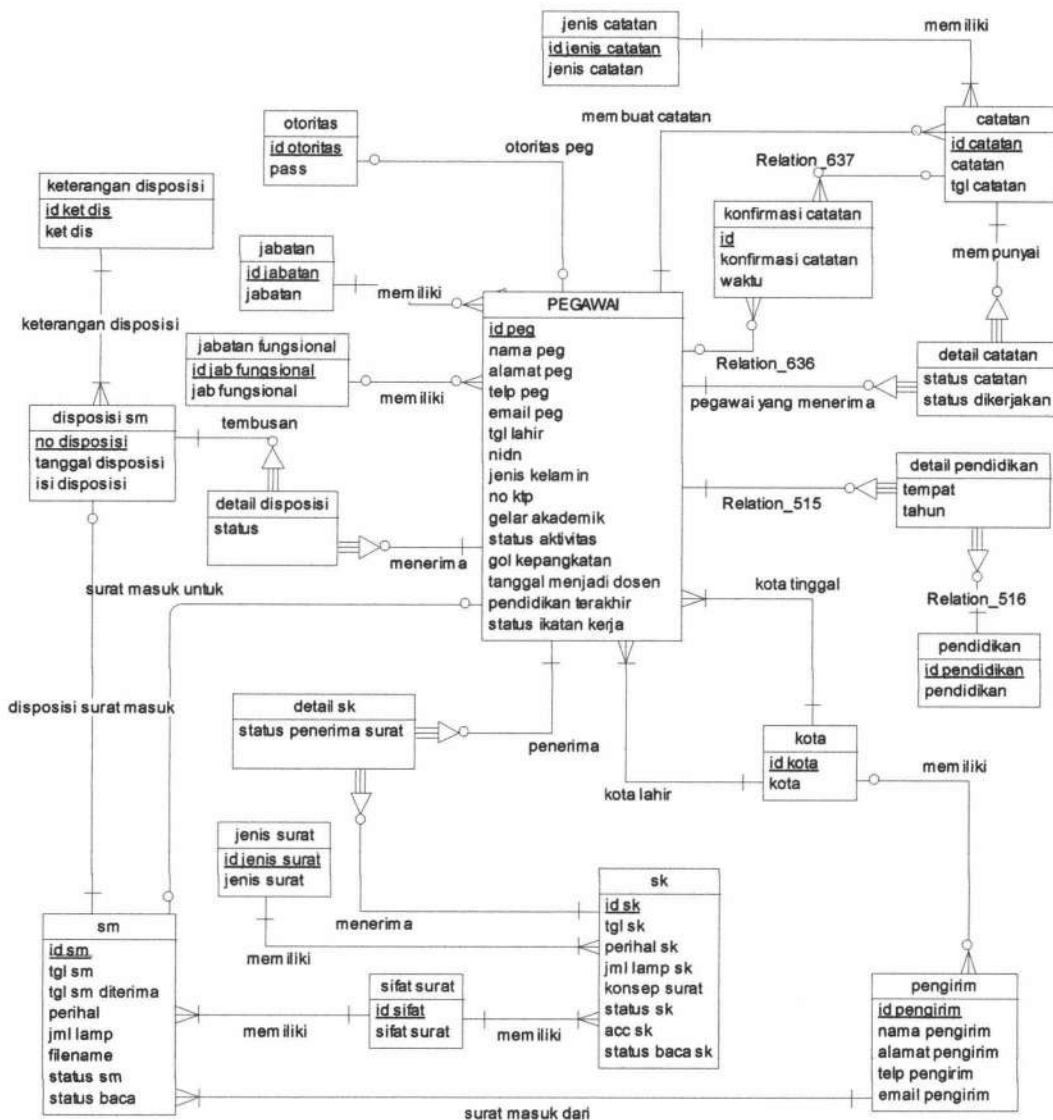 jenis catatan
id jenis catatan
jenis catatan
memiliki
catatan
id catatan
catatan
tgl catatan
membuat catatan
otoritas
id otoritas
pass
otoritas peg
Relation_637
keterangan disposisi
id ket dis
ket dis
konfirmasi catatan
id
konfirmasi catatan
waktu
mempunyai
jabatan
id jabatan
jabatan
memiliki
keterangan disposisi
PEGAWAI
id peg
nama peg
alamat peg
telp peg
email peg
tgl lahir
nidn
jenis kelamin
no ktp
gelar akademik
status aktivitas
gol kepangkatan
tanggal menjadi dosen
pendidikan terakhir
status ikatan kerja
jabatan fungsional
id jab fungsional
jab fungsional
memiliki
Relation_636
detail catatan
status catatan
status dikerjakan
pegawai yang menerima
disposisi sm
no disposisi
tanggal disposisi
isi disposisi
tembusan
detail disposisi
status
menerima
detail pendidikan
tempat
tahun
Relation_515
Relation_516
surat masuk untuk
kota tinggal
pendidikan
id pendidikan
pendidikan
disposisi surat masuk
detail sk
status penerima surat
penerima
kota
id kota
kota
kota lahir
memiliki
jenis surat
id jenis surat
jenis surat
menerima
memiliki
sk
id sk
tgl sk
perihal sk
jml lamp sk
konsep surat
status sk
acc sk
status baca sk
sm
id sm
tgl sm
tgl sm diterima
perihal
jml lamp
filename
status sm
status baca
memiliki
sifat surat
id sifat
sifat surat
memiliki
pengirim
id pengirim
nama pengirim
alamat pengirim
telp pengirim
email pengirim
surat masuk dari